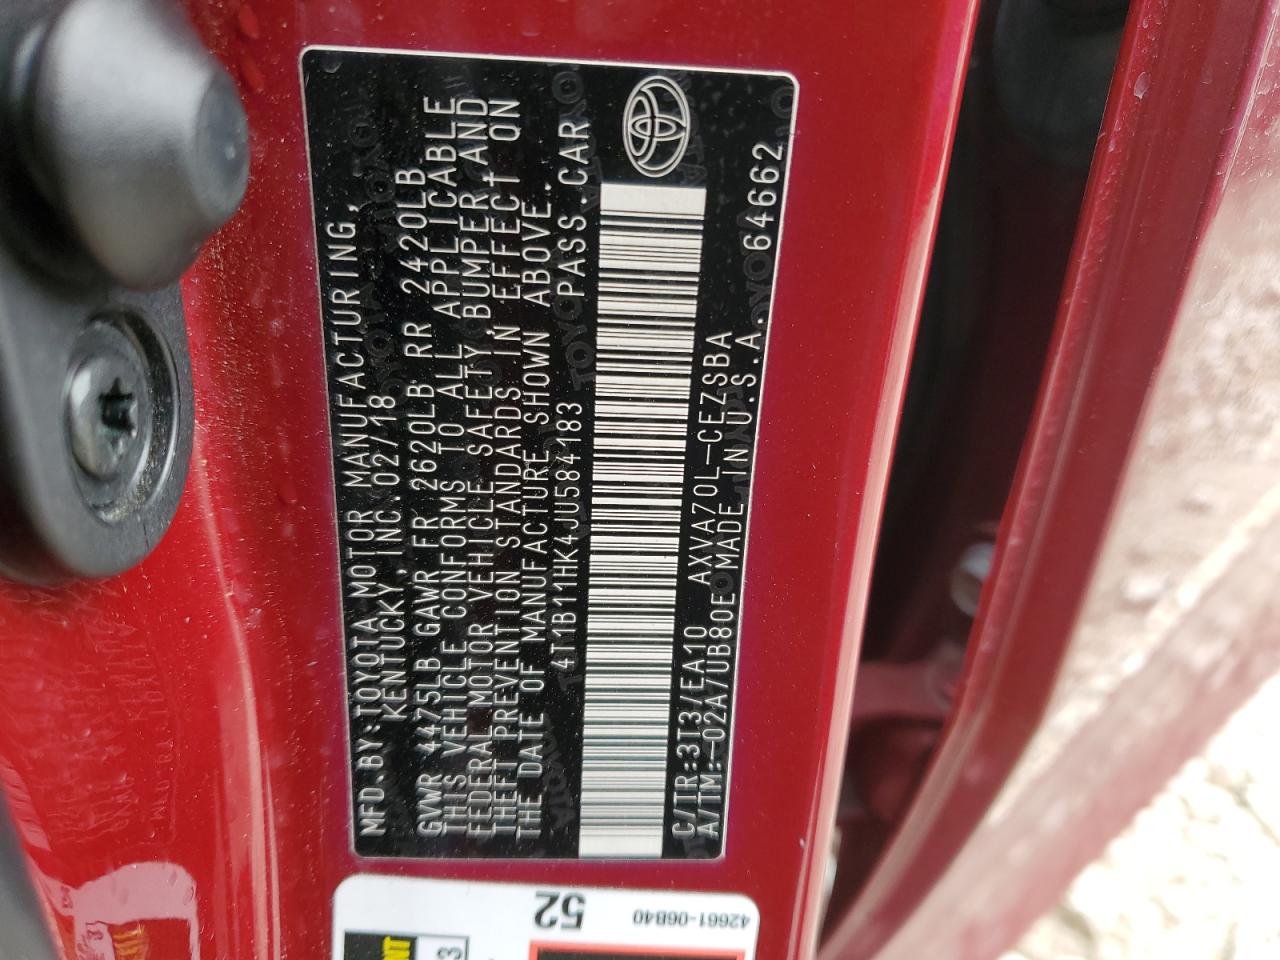 MFD.BY:TOYOTA MOTOR MANUFACTURING,
KENTUCKY,INC.02/18
GVWR 4475LB GAWR FR 2620LB RR 2420LB
THIS VEHICLE CONFORMS TO ALL APPLICABLE
FEDERAL MOTOR VEHICLE SAFETY,BUMPER,AND
THEFT PREVENTION STANDARDS IN EFFECT ON
THE DATE OF MANUFACTURE SHOWN ABOVE.
4T1B11HK4JU584183 PASS.CAR
C/TR:3T3/EA10 AXVA70L-CEZSBA
A/TM:-02A/UB80E MADE IN U.S.A. 64662
52
42661-06B40
3